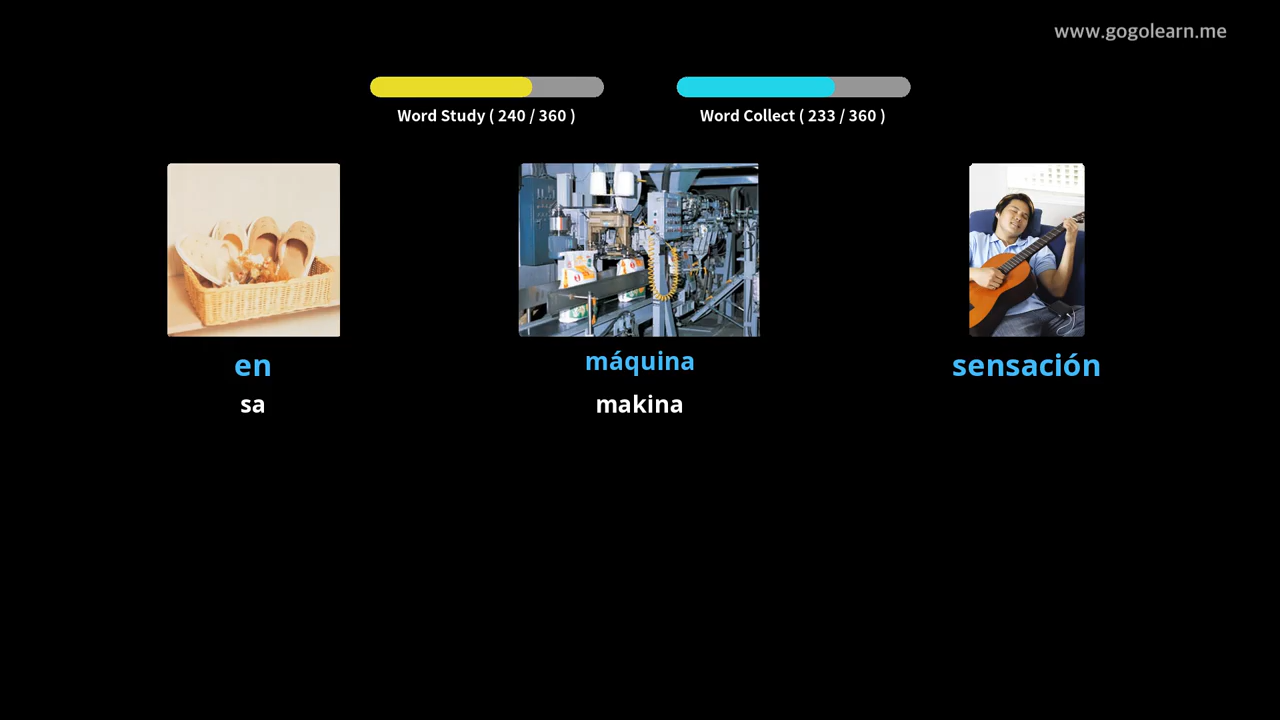 www.gogolearn.me
Word Study ( 240 / 360 )
Word Collect ( 233 / 360 )
en
máquina
sensación
sa
makina